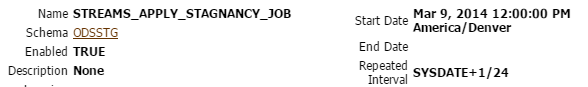 Name STREAMS_APPLY_STAGNANCY_JOB
Schema ODSSTG
Enabled TRUE
Description None
Start Date Mar 9, 2014 12:00:00 PM
America/Denver
End Date
Repeated
Interval SYSDATE+1/24